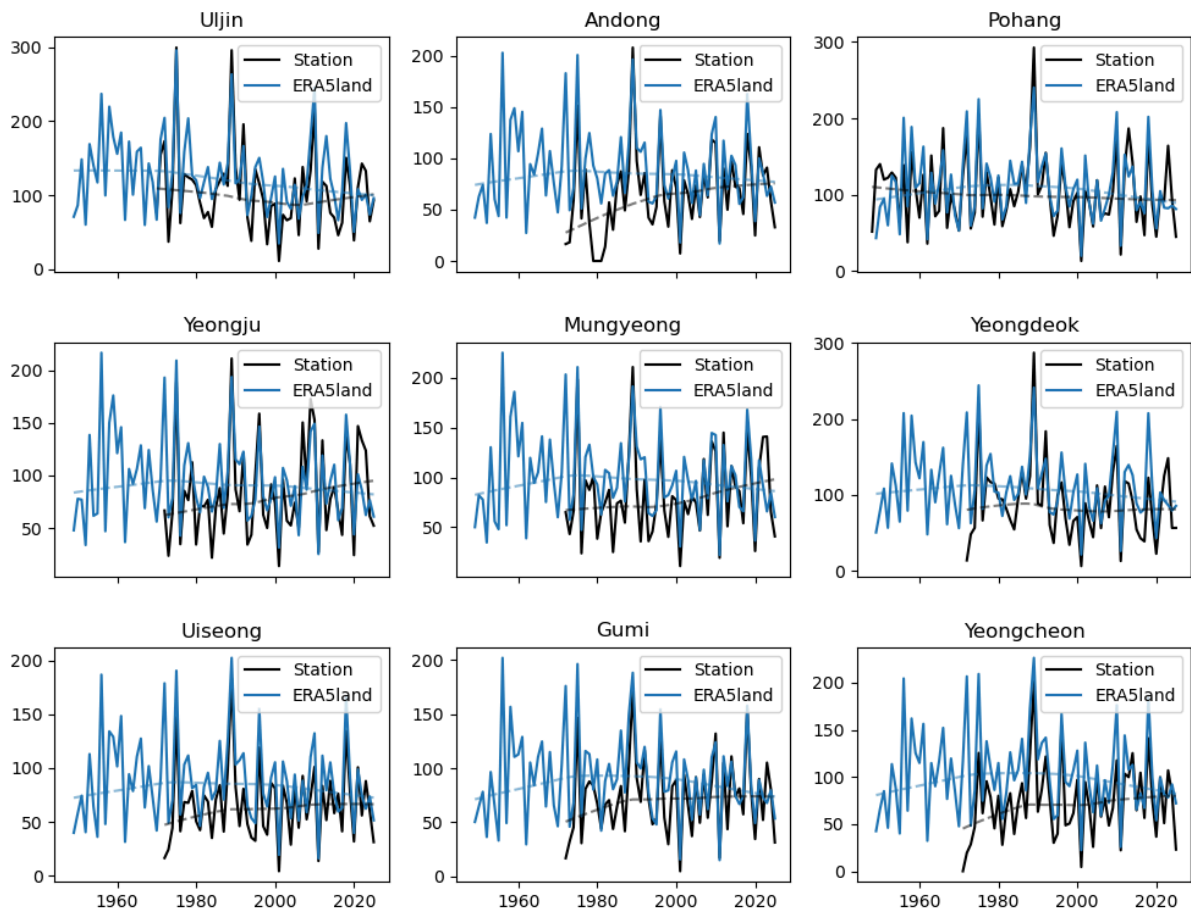 Uljin
Andong
Pohang
300
200
100
0
Station
ERA5land
200
150
100
50
0
Station
ERA5land
300
200
100
0
Station
ERA5land
Yeongju
Mungyeong
Yeongdeok
200
150
100
50
Station
ERA5land
200
150
100
50
Station
ERA5land
300
200
100
0
Station
ERA5land
Uiseong
Gumi
Yeongcheon
200
150
100
50
0
Station
ERA5land
200
150
100
50
0
Station
ERA5land
200
150
100
50
0
Station
ERA5land
1960 1980 2000 2020
1960 1980 2000 2020
1960 1980 2000 2020